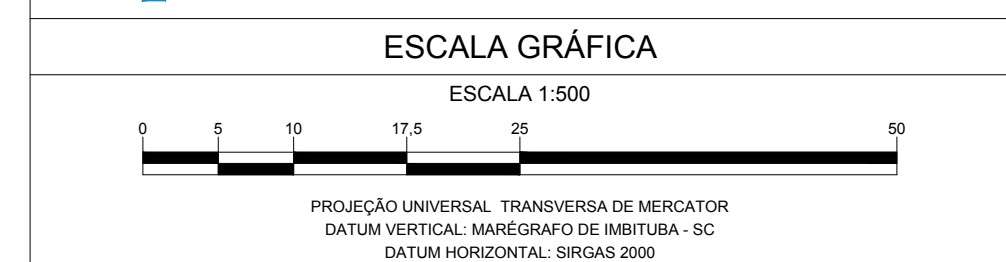 ESCALA GRÁFICA
ESCALA 1:500
0 5 10 17,5 25 50
PROJEÇÃO UNIVERSAL TRANSVERSA DE MERCATOR
DATUM VERTICAL: MARÉGRAFO DE IMBITUBA - SC
DATUM HORIZONTAL: SIRGAS 2000